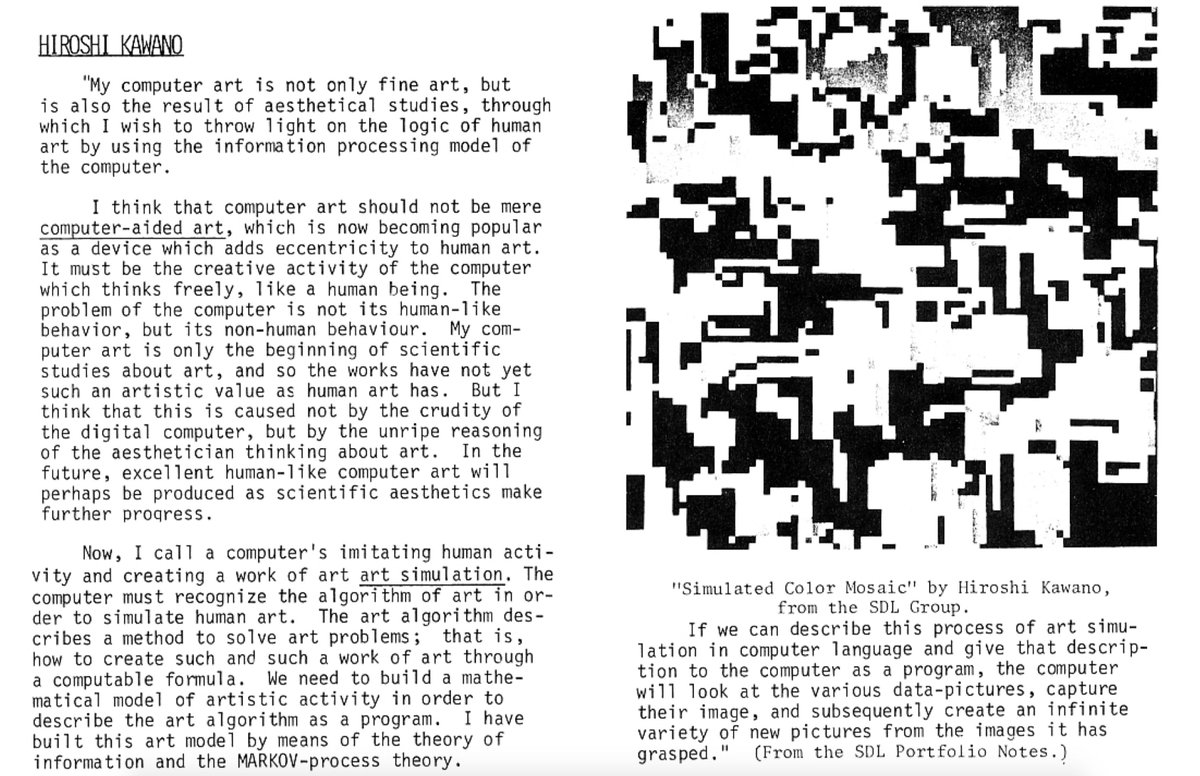 HIROSHI KAWANO
"My computer art is not only fine art, but
is also the result of aesthetical studies, through
which I wish to throw light on the logic of human
art by using the information processing model of
the computer.
I think that computer art should not be mere
computer-aided art, which is now becoming popular
as a device which adds eccentricity to human art.
It must be the creative activity of the computer
which thinks freely, like a human being. The
problem of the computer is not its human-like
behavior, but its non-human behaviour. My com-
puter art is only the beginning of scientific
studies about art, and so the works have not yet
such an artistic value as human art has. But I
think that this is caused not by the crudity of
the digital computer, but by the unripe reasoning
of the aesthetician thinking about art. In the
future, excellent human-like computer art will
perhaps be produced as scientific aesthetics make
further progress.
Now, I call a computer's imitating human acti-
vity and creating a work of art art simulation. The
computer must recognize the algorithm of art in or-
der to simulate human art. The art algorithm des-
cribes a method to solve art problems; that is,
how to create such and such a work of art through
a computable formula. We need to build a mathe-
matical model of artistic activity in order to
describe the art algorithm as a program. I have
built this art model by means of the theory of
information and the MARKOV-process theory.
"Simulated Color Mosaic" by Hiroshi Kawano,
from the SDL Group.
If we can describe this process of art simu-
lation in computer language and give that descrip-
tion to the computer as a program, the computer
will look at the various data-pictures, capture
their image, and subsequently create an infinite
variety of new pictures from the images it has
grasped." (From the SDL Portfolio Notes.)